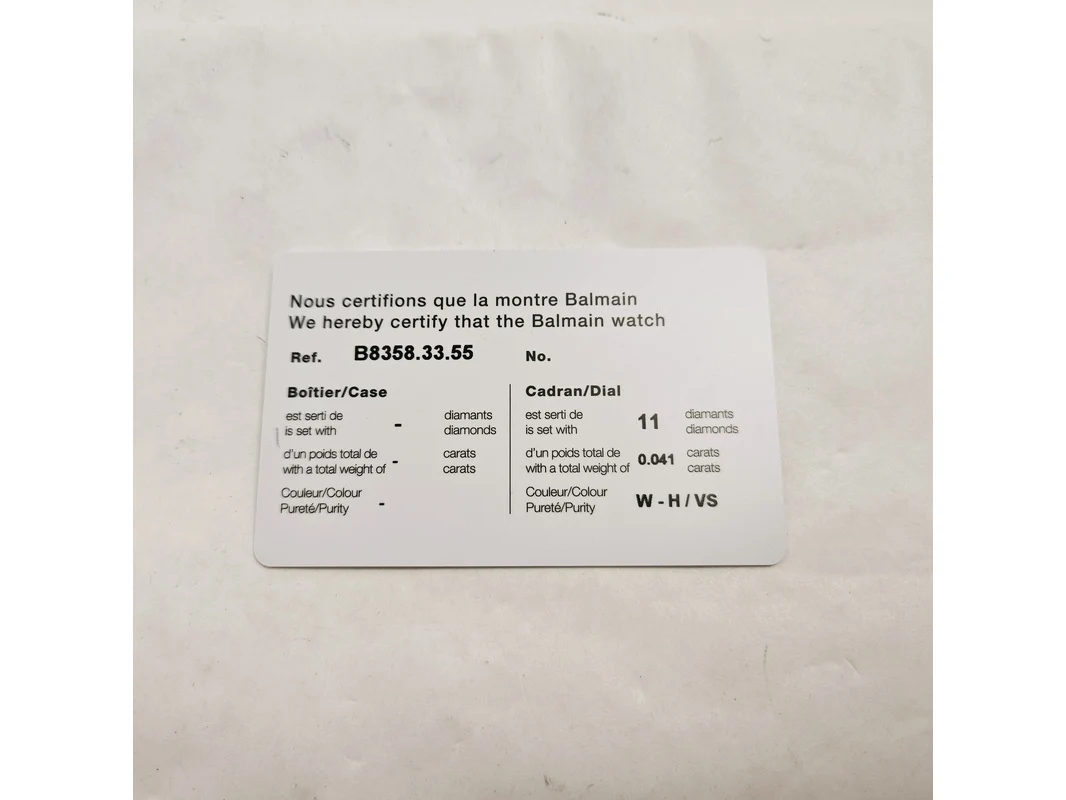 Nous certifions que la montre Balmain
We hereby certify that the Balmain watch
Ref. B8358.33.55 No.
Boîtier/Case
est serti de diamants
is set with - diamonds
d'un poids total de carats
with a total weight of - carats
Couleur/Colour
Pureté/Purity -
Cadran/Dial
est serti de 11 diamants
is set with diamonds
d'un poids total de 0.041 carats
with a total weight of carats
Couleur/Colour W - H / VS
Pureté/Purity